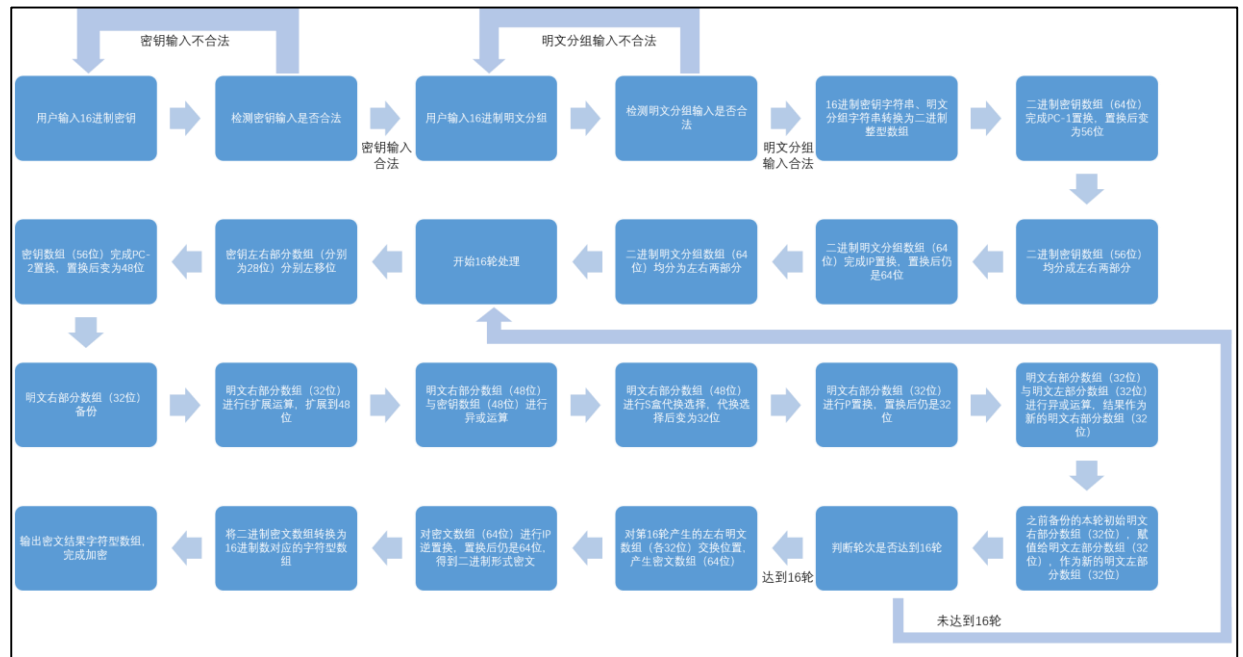 密钥输入不合法
明文分组输入不合法
用户输入16进制密钥
检测密钥输入是否合法
密钥输入
合法
用户输入16进制明文分组
检测明文分组输入是否合
法
明文分组
输入合法
16进制密钥字符串、明文
分组字符串转换为二进制
整型数组
二进制密钥数组（64位）
完成PC-1置换，置换后变
为56位
密钥数组（56位）完成PC-
2置换，置换后变为48位
密钥左右部分数组（分别
为28位）分别左移位
开始16轮处理
二进制明文分组数组（64
位）均分为左右两部分
二进制明文分组数组（64
位）完成IP置换，置换后仍
是64位
二进制密钥数组（56位）
均分成左右两部分
明文右部分数组（32位）
备份
明文右部分数组（32位）
进行E扩展运算，扩展到48
位
明文右部分数组（48位）
与密钥数组（48位）进行
异或运算
明文右部分数组（48位）
进行S盒代换选择，代换选
择后变为32位
明文右部分数组（32位）
进行P置换，置换后仍是32
位
明文右部分数组（32位）
与明文左部分数组（32位）
进行异或运算，结果作为
新的明文右部分数组（32
位）
输出密文结果字符型数组，
完成加密
将二进制密文数组转换为
16进制数对应的字符型数
组
对密文数组（64位）进行IP
逆置换，置换后仍是64位，
得到二进制形式密文
对第16轮产生的左右明文
数组（各32位）交换位置，
产生密文数组（64位）
达到16轮
判断轮次是否达到16轮
之前备份的本轮初始明文
右部分数组（32位），赋
值给明文左部分数组（32
位），作为新的明文左部
分数组（32位）
未达到16轮